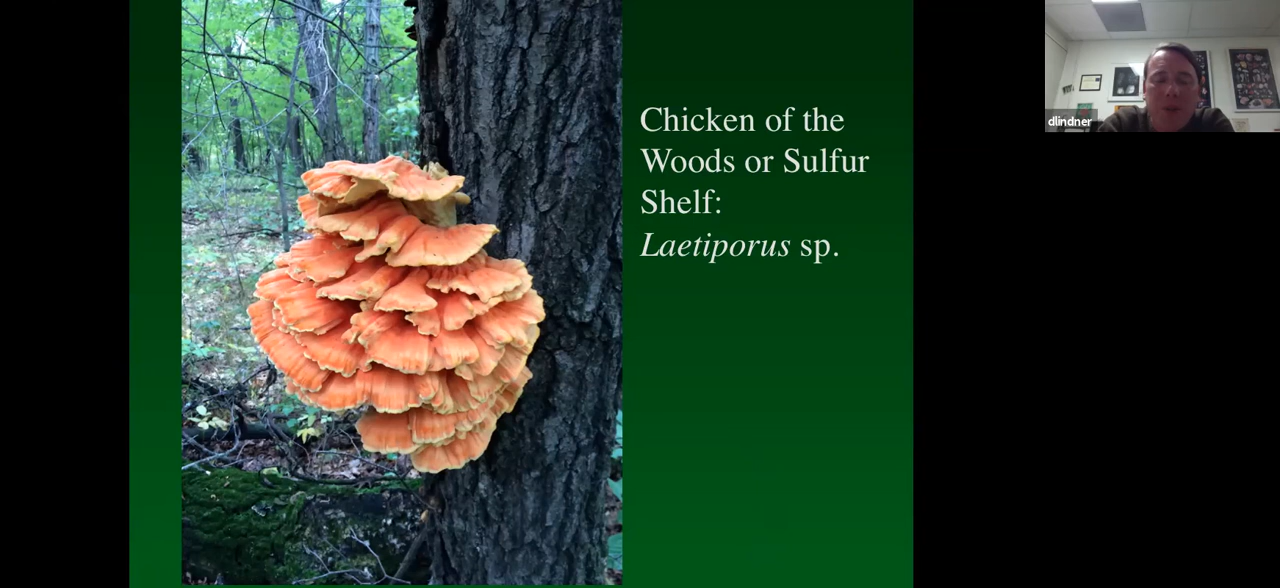 Chicken of the
Woods or Sulfur
Shelf:
Laetiporus sp.
dlindner